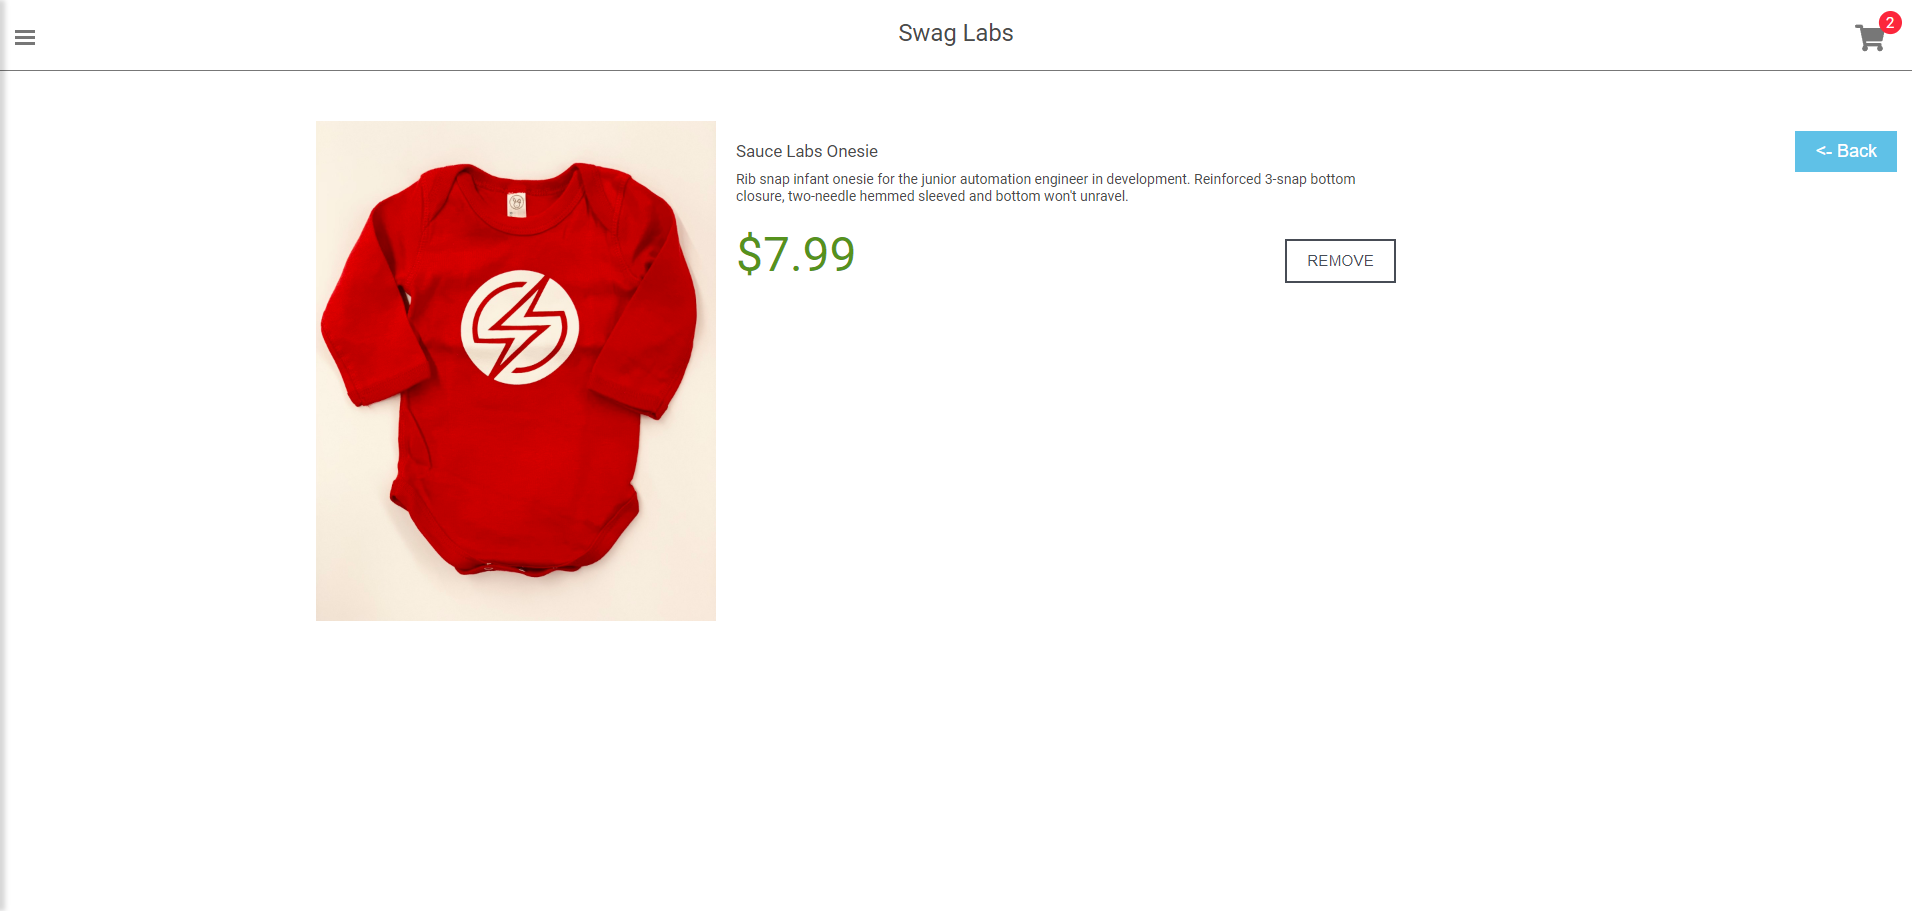 Swag Labs
2
Sauce Labs Onesie
<- Back
Rib snap infant onesie for the junior automation engineer in development. Reinforced 3-snap bottom
closure, two-needle hemmed sleeved and bottom won't unravel.
$7.99
REMOVE